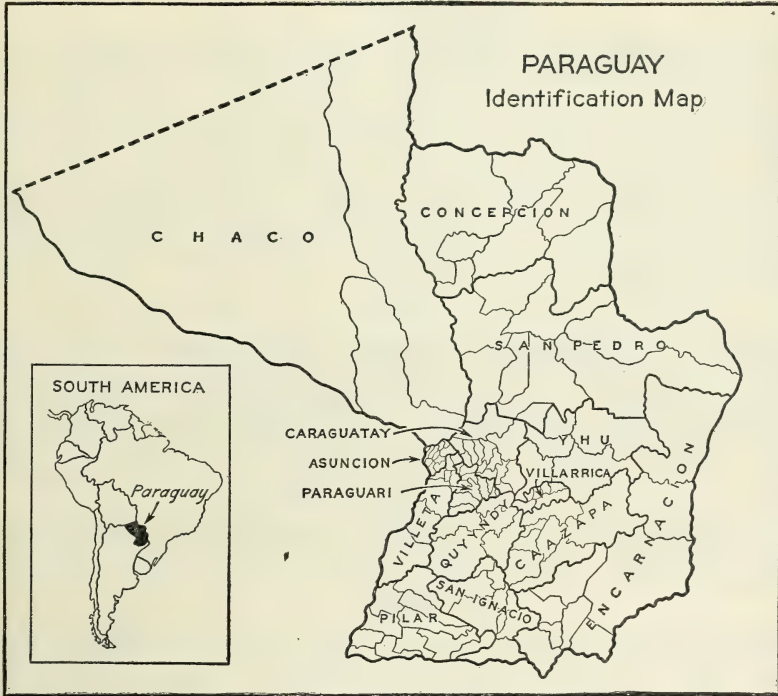 PARAGUAY
Identification Map
CONCEPCION
CHACO
SAN PEDRO
SOUTH AMERICA
Paraguay
CARAGUATAY
ASUNCION
PARAGUARI
YHU
VILLARRICA
VILLETA
QUYINDY
CAAZAPA
ENCARNACION
SAN IGNACIO
PILAR